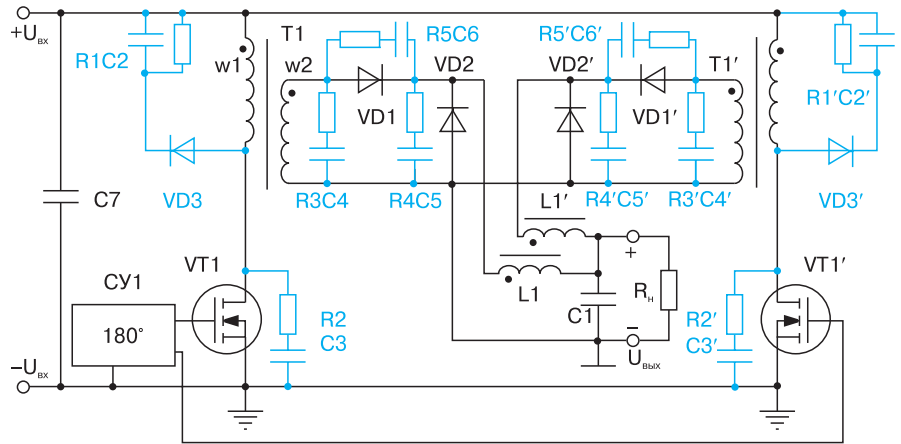 +Uвх
R1C2
w1
T1
w2
R5C6
VD1
VD2
R5′C6′
VD2′
VD1′
T1′
R1′C2′
C7
VD3
R3C4
R4C5
L1′
R4′C5′
R3′C4′
VD3′
VT1
СУ1
180°
R2
C3
L1
C1
+
Rн
–
Uвых
R2′
C3′
VT1′
–Uвх